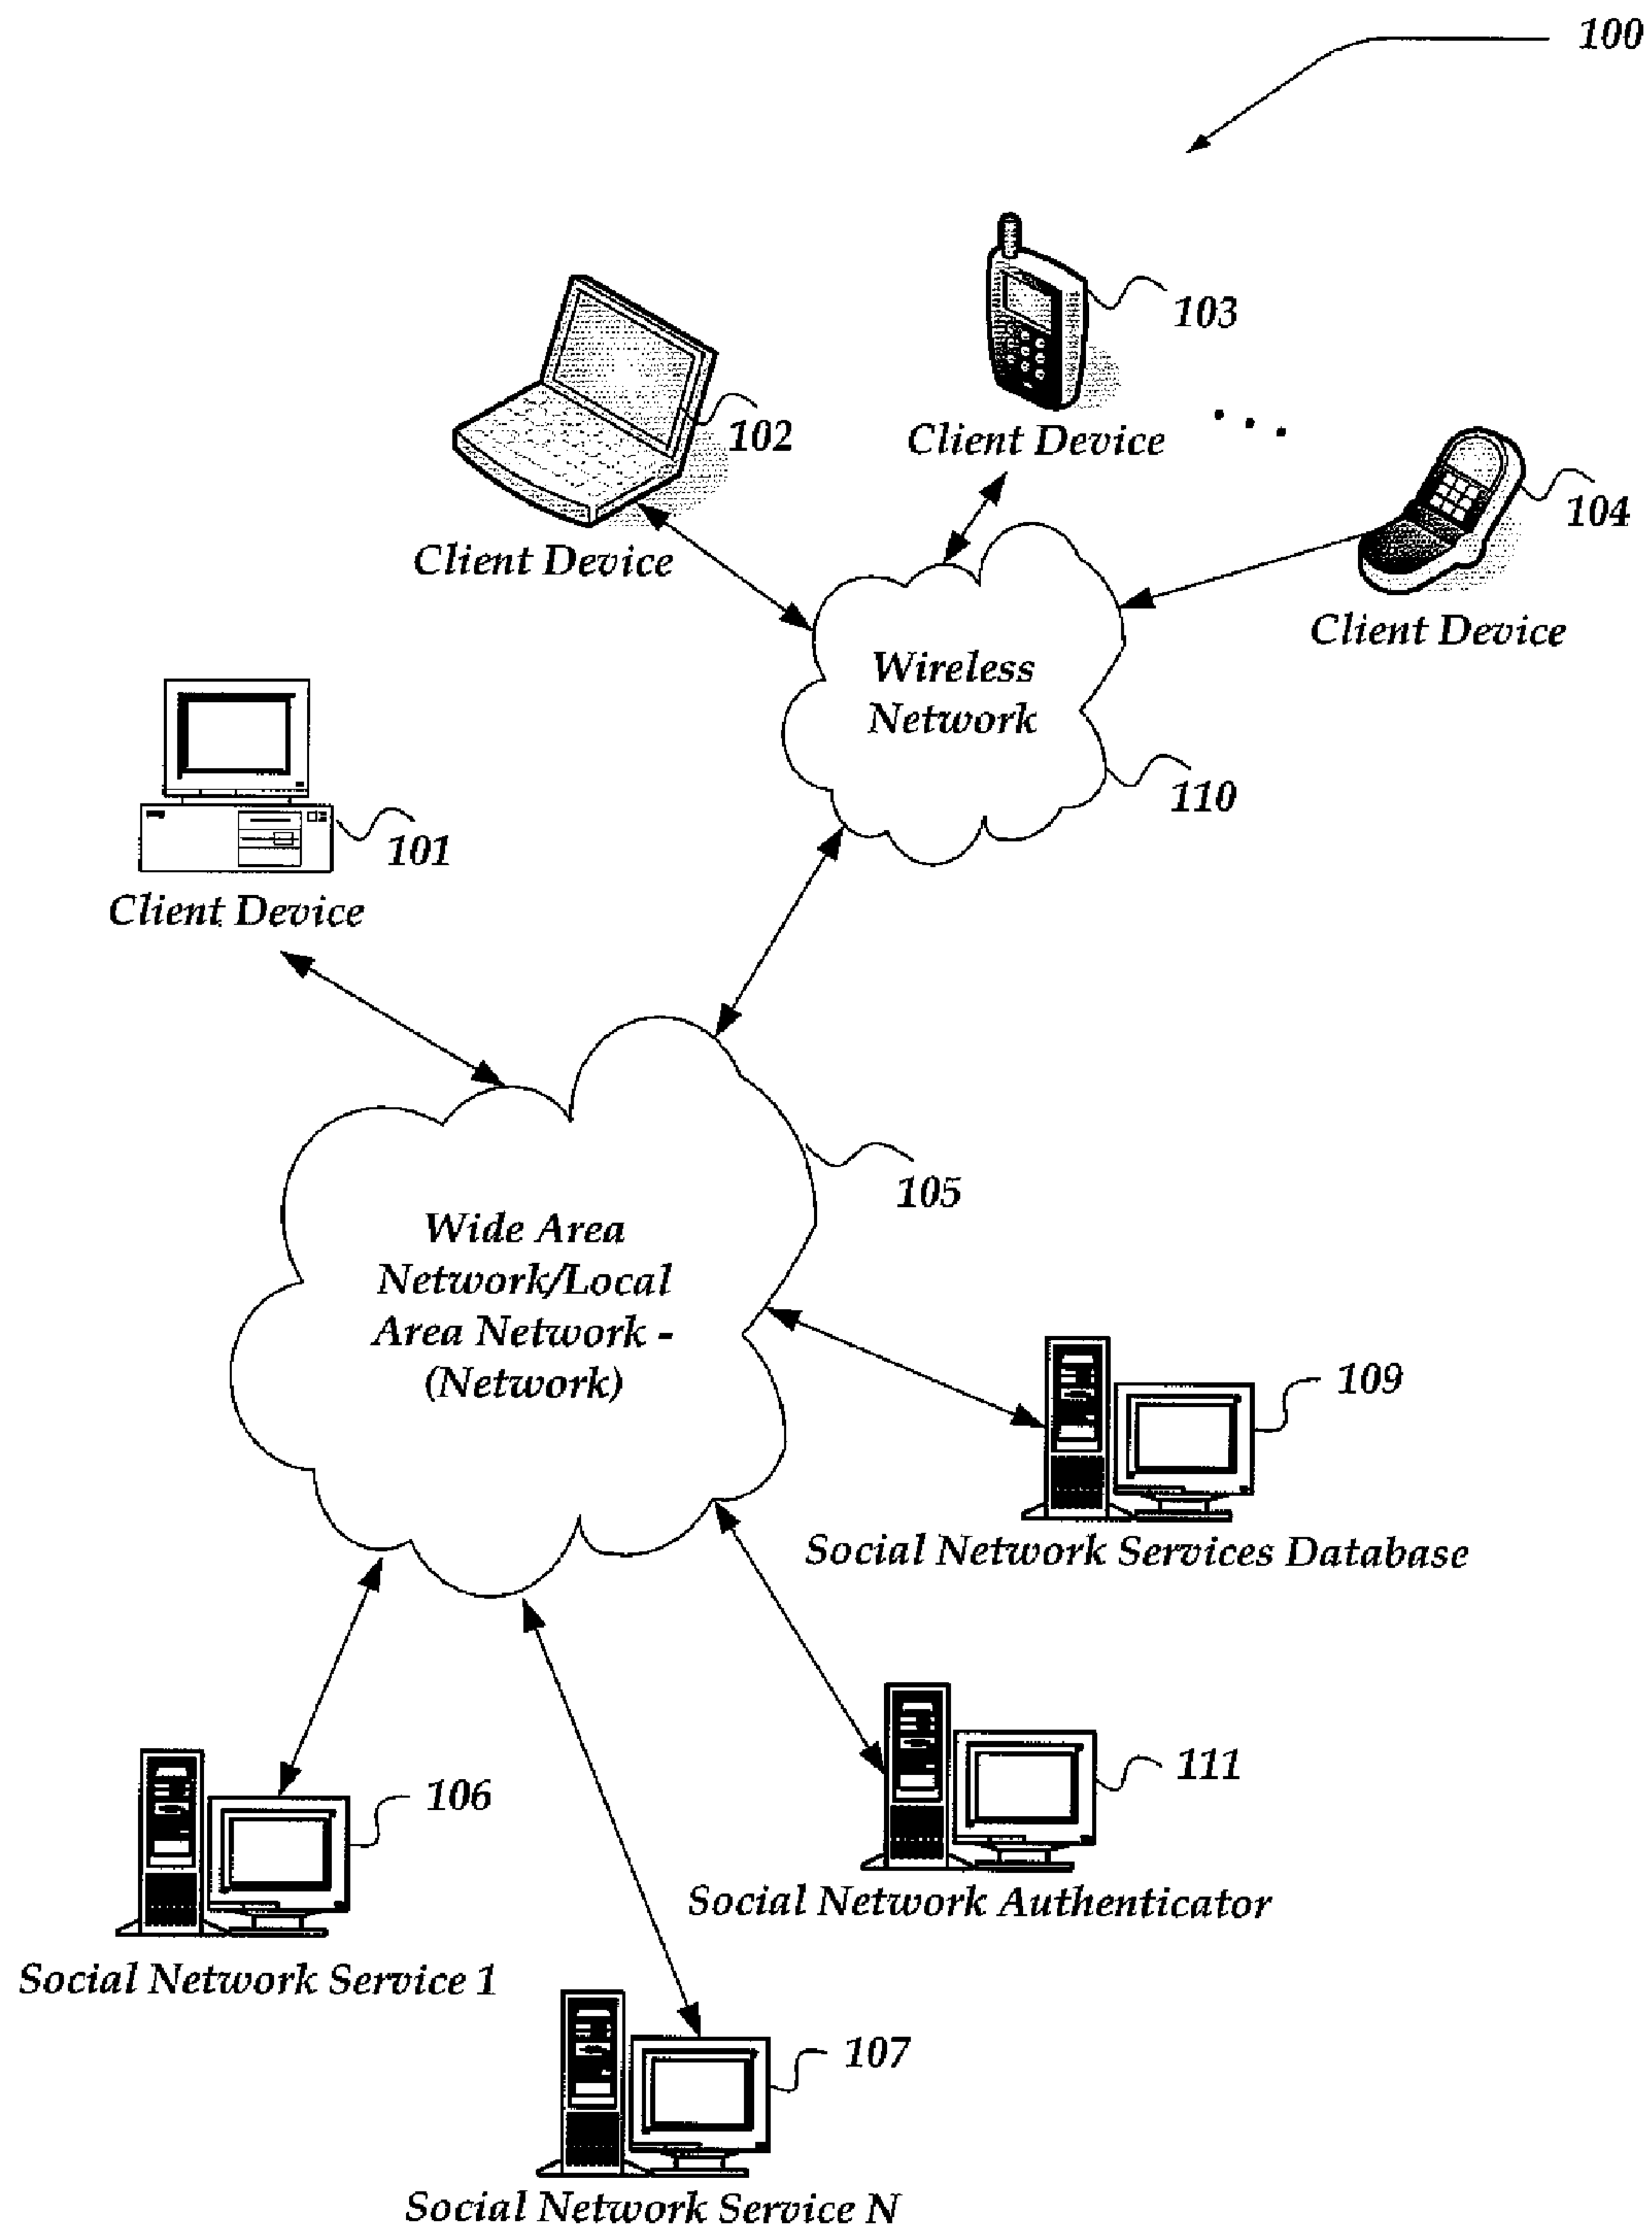 100
103
102
Client Device
104
Client Device
Client Device
Wireless
Network
110
101
Client Device
105
Wide Area
Network/Local
Area Network -
(Network)
109
Social Network Services Database
111
106
Social Network Authenticator
Social Network Service 1
107
Social Network Service N